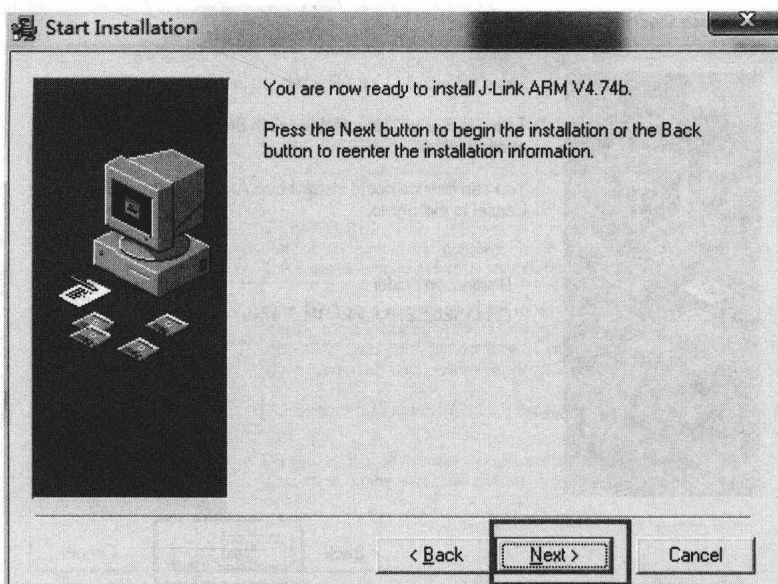 Start Installation
You are now ready to install J-Link ARM V4.74b.
Press the Next button to begin the installation or the Back
button to reenter the installation information.
< Back
Next >
Cancel